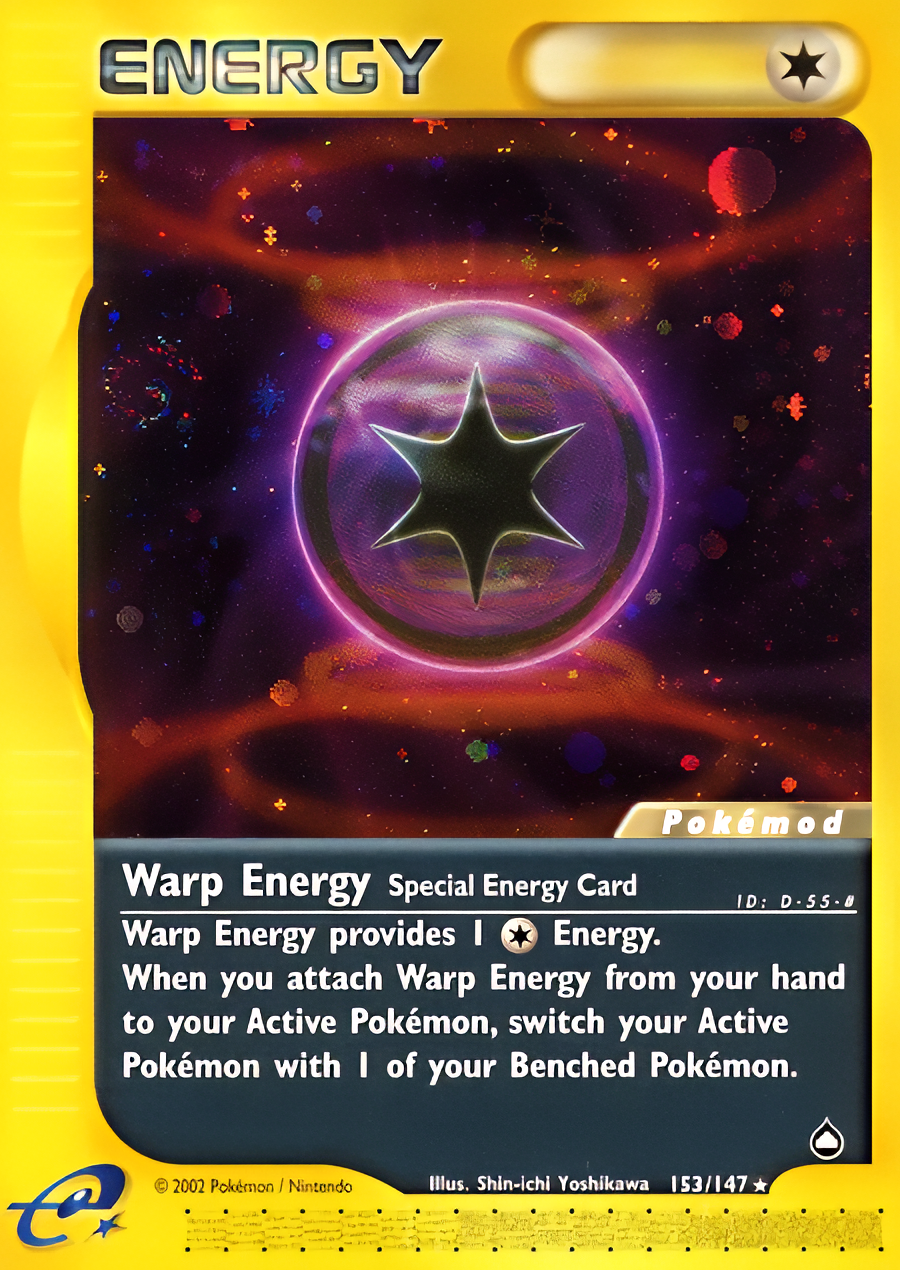 ENERGY
Pokémod
Warp Energy Special Energy Card
ID: D-55-#
Warp Energy provides 1 Energy.
When you attach Warp Energy from your hand
to your Active Pokémon, switch your Active
Pokémon with 1 of your Benched Pokémon.
© 2002 Pokémon / Nintendo
Illus. Shin-ichi Yoshikawa 153/147 ★
e